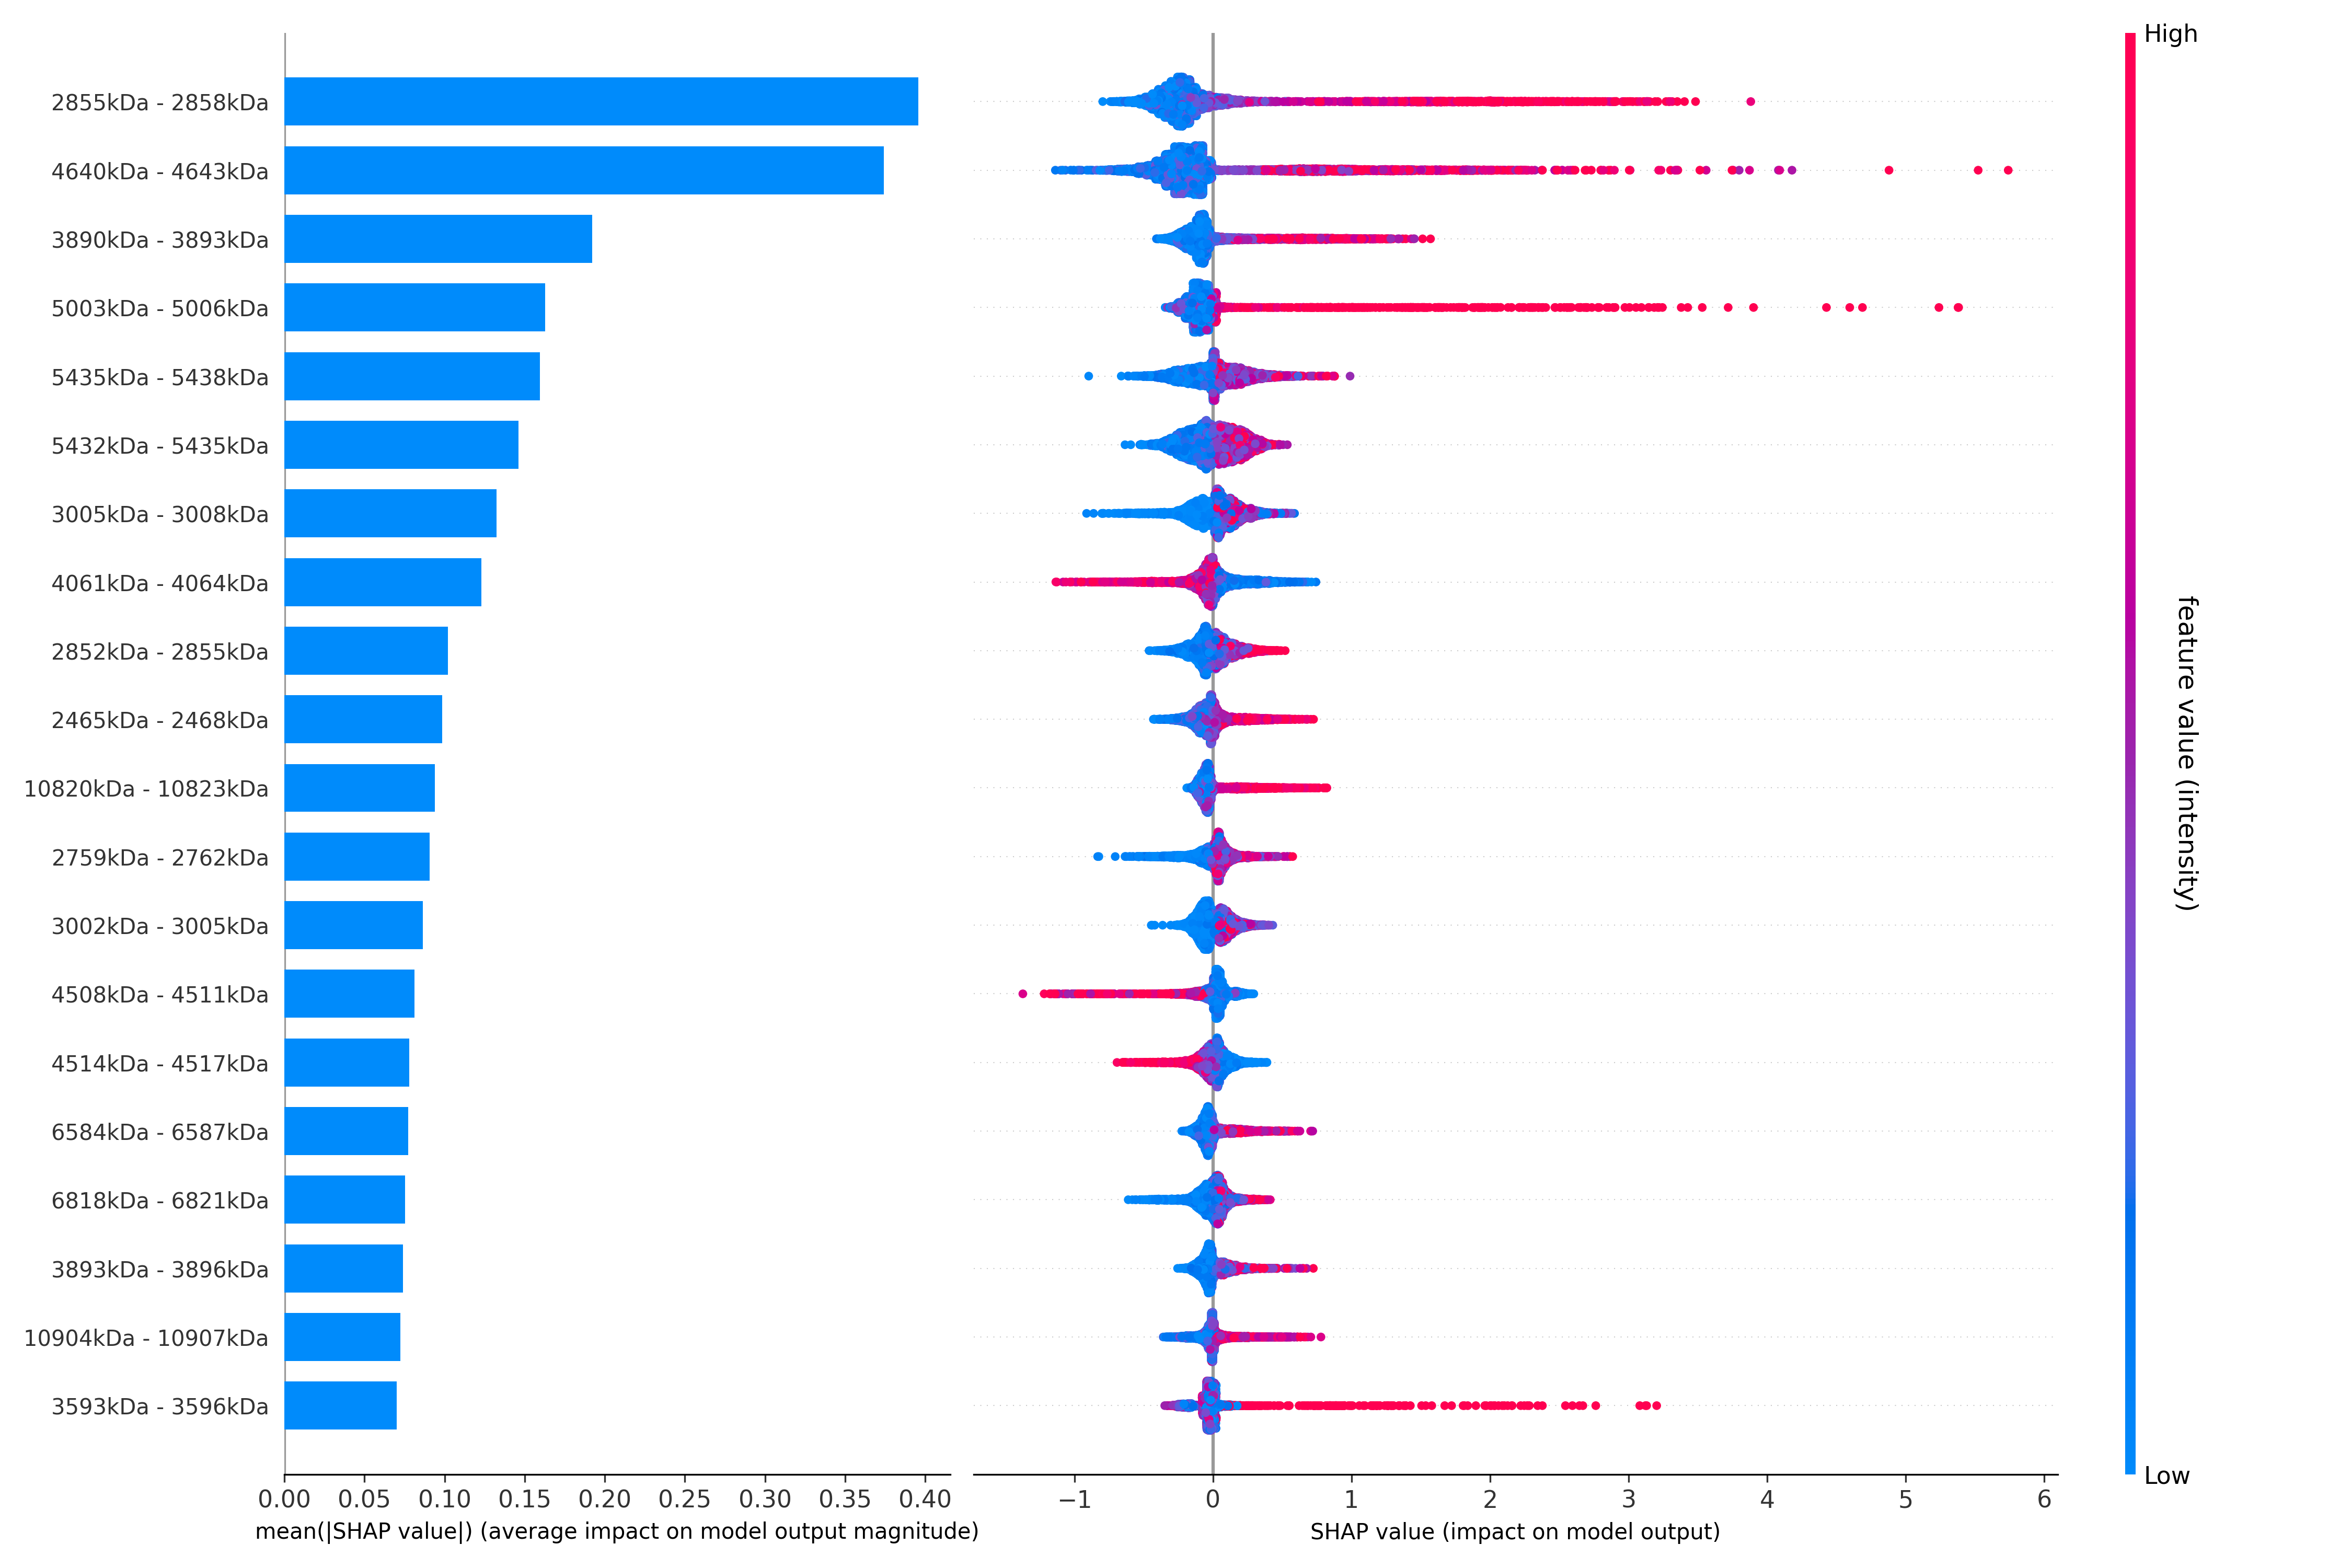 High
2855kDa - 2858kDa
4640kDa - 4643kDa
3890kDa - 3893kDa
5003kDa - 5006kDa
5435kDa - 5438kDa
5432kDa - 5435kDa
3005kDa - 3008kDa
4061kDa - 4064kDa
2852kDa - 2855kDa
2465kDa - 2468kDa
10820kDa - 10823kDa
2759kDa - 2762kDa
3002kDa - 3005kDa
4508kDa - 4511kDa
4514kDa - 4517kDa
6584kDa - 6587kDa
6818kDa - 6821kDa
3893kDa - 3896kDa
10904kDa - 10907kDa
3593kDa - 3596kDa
feature value (intensity)
Low
0.00 0.05 0.10 0.15 0.20 0.25 0.30 0.35 0.40
mean(|SHAP value|) (average impact on model output magnitude)
−1 0 1 2 3 4 5 6
SHAP value (impact on model output)